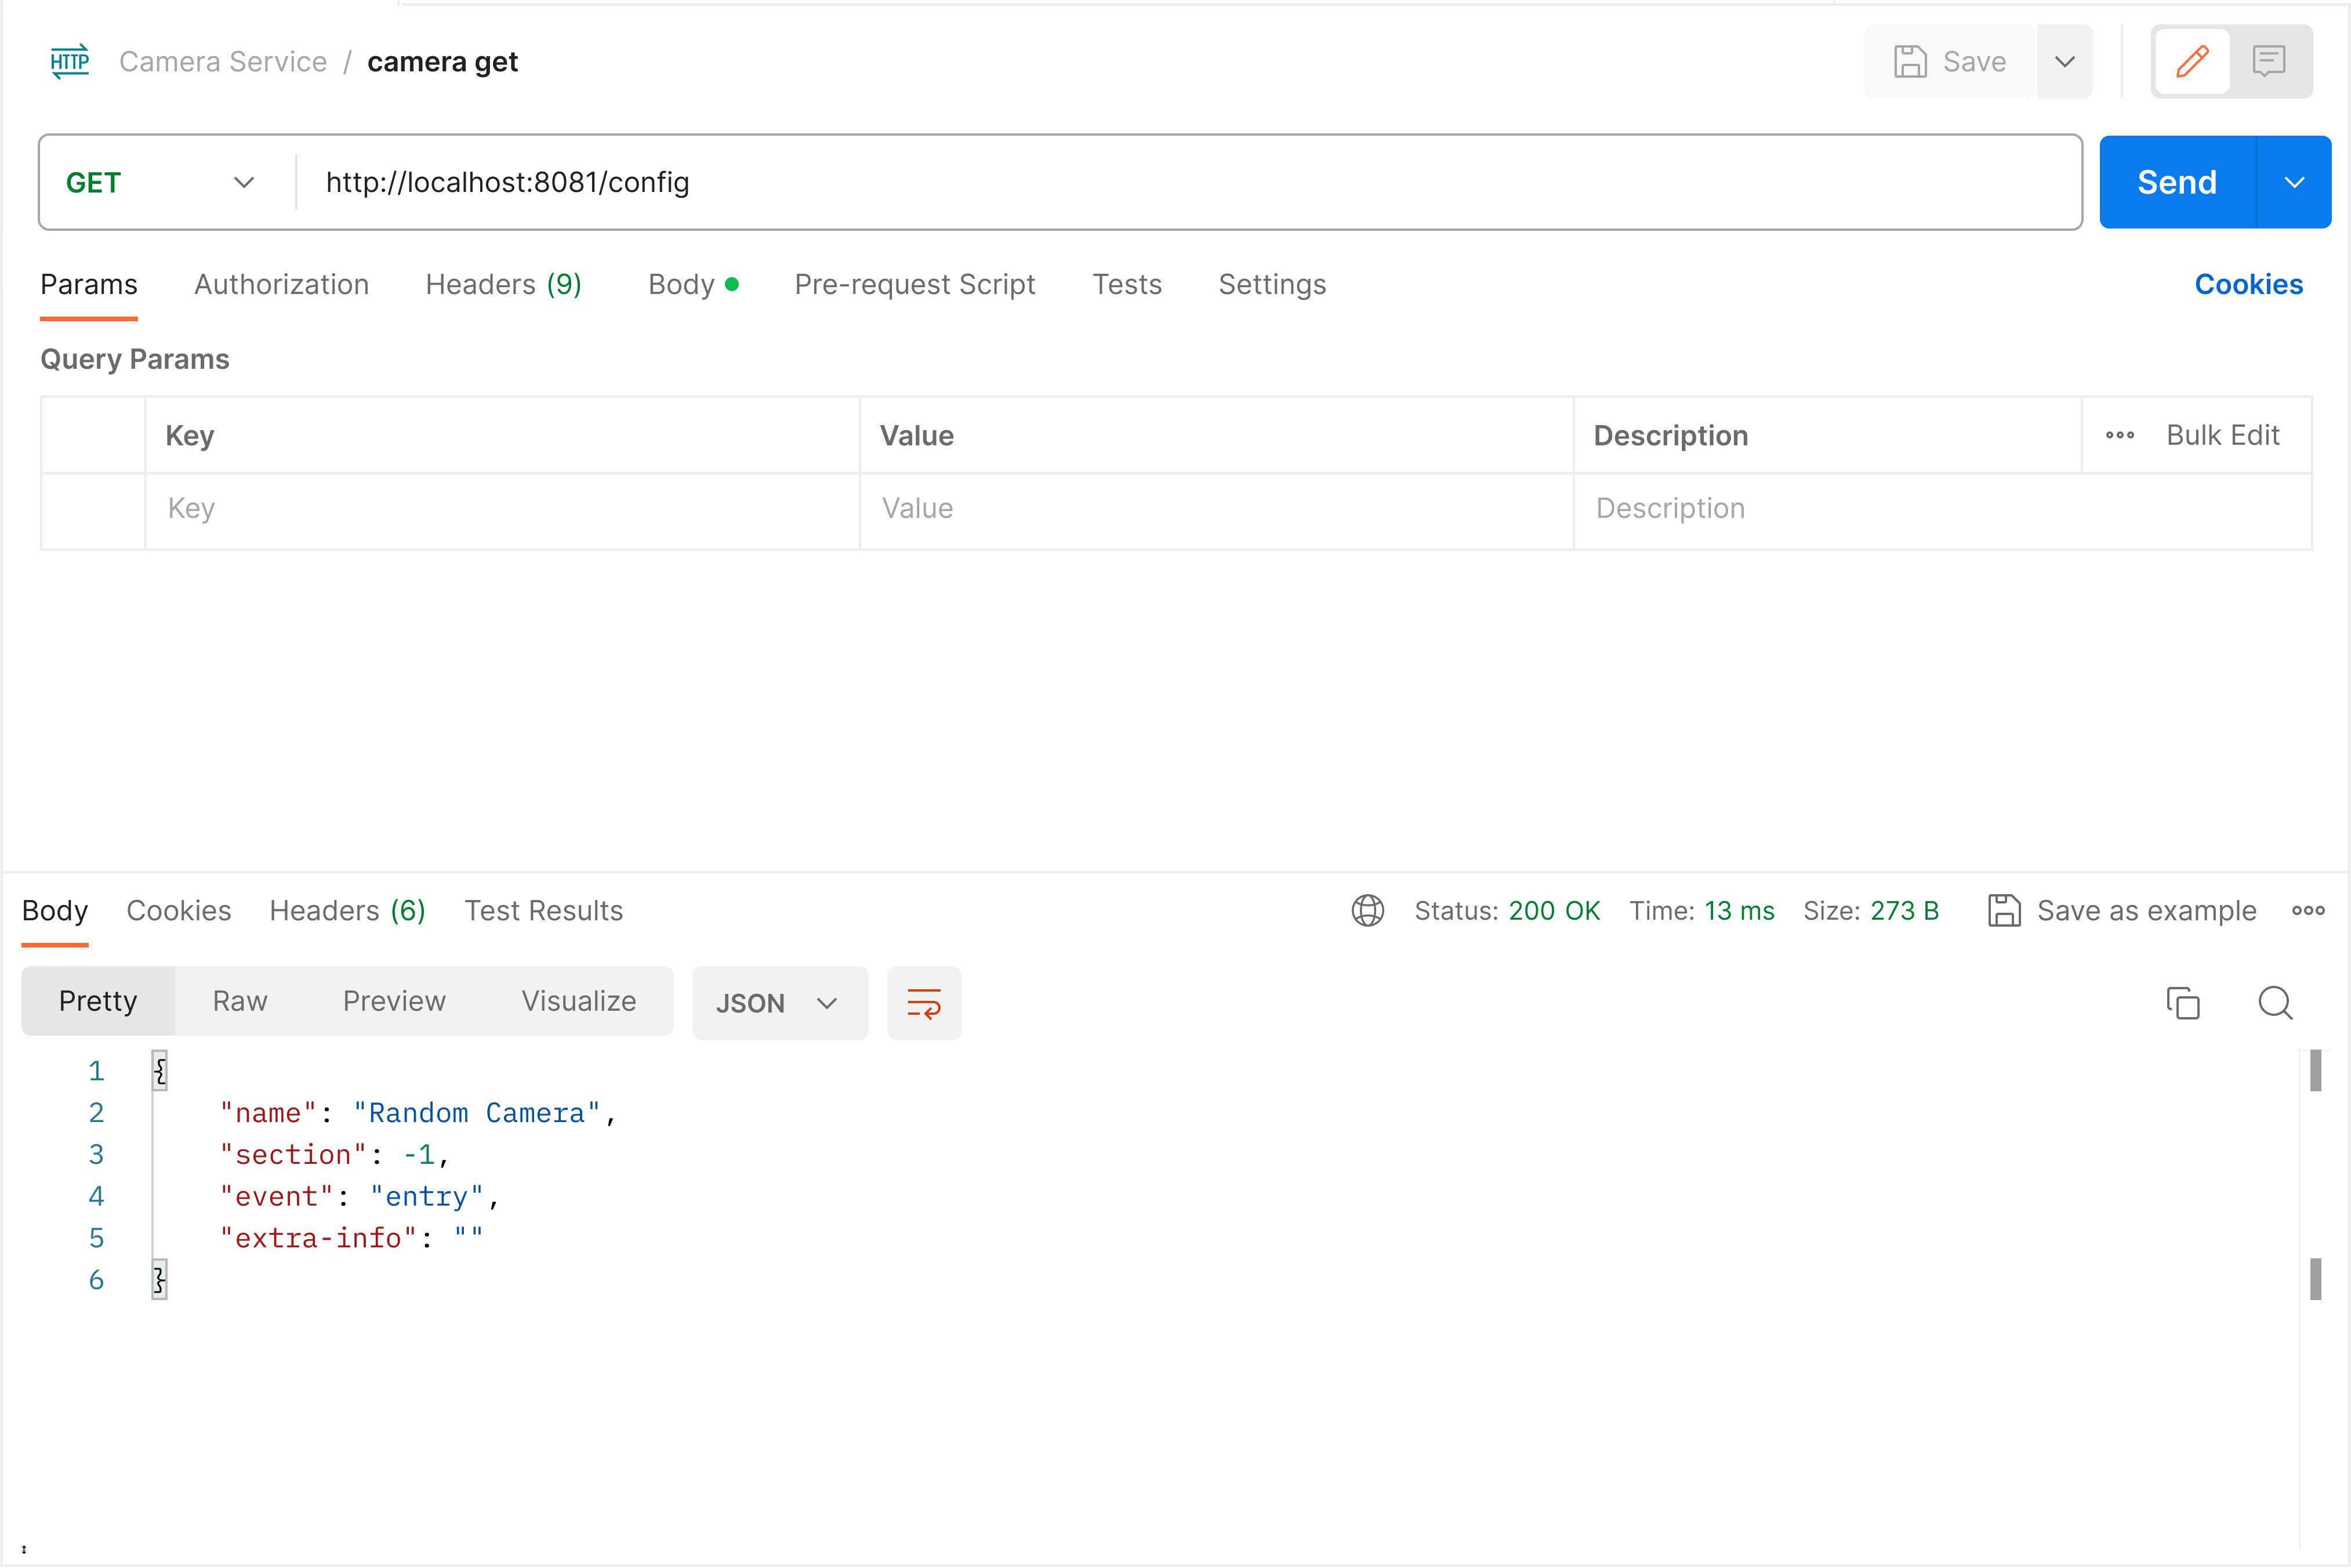 HTTP Camera Service / camera get Save
GET http://localhost:8081/config Send
Params Authorization Headers (9) Body Pre-request Script Tests Settings Cookies
Query Params
Key Value Description Bulk Edit
Key Value Description
Body Cookies Headers (6) Test Results Status: 200 OK Time: 13 ms Size: 273 B Save as example
Pretty Raw Preview Visualize JSON
1 {
2 "name": "Random Camera",
3 "section": -1,
4 "event": "entry",
5 "extra-info": ""
6 }